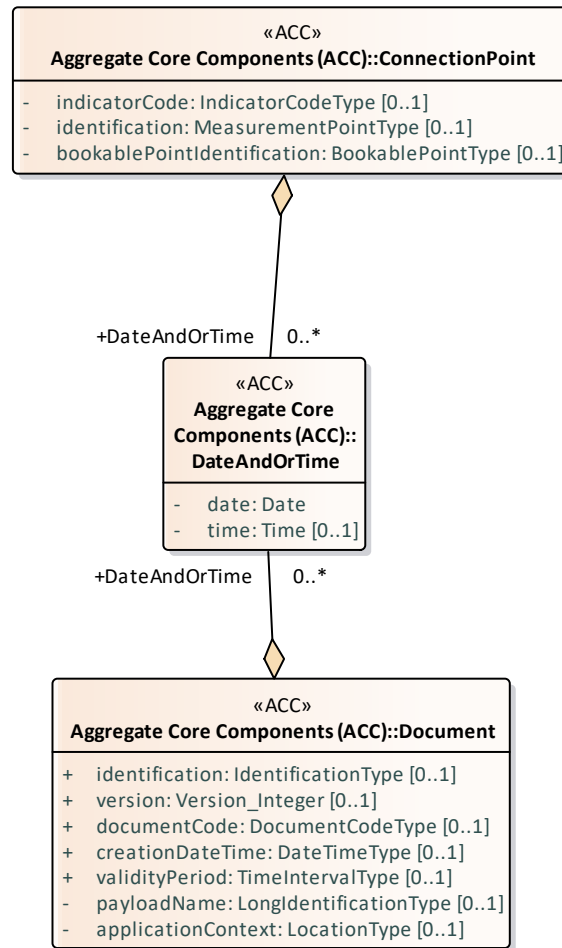 «ACC»
Aggregate Core Components (ACC)::ConnectionPoint
- indicatorCode: IndicatorCodeType [0..1]
- identification: MeasurementPointType [0..1]
- bookablePointIdentification: BookablePointType [0..1]
+DateAndOrTime 0..*
«ACC»
Aggregate Core
Components (ACC)::
DateAndOrTime
- date: Date
- time: Time [0..1]
+DateAndOrTime 0..*
«ACC»
Aggregate Core Components (ACC)::Document
+ identification: IdentificationType [0..1]
+ version: Version_Integer [0..1]
+ documentCode: DocumentCodeType [0..1]
+ creationDateTime: DateTimeType [0..1]
+ validityPeriod: TimeIntervalType [0..1]
- payloadName: LongIdentificationType [0..1]
- applicationContext: LocationType [0..1]